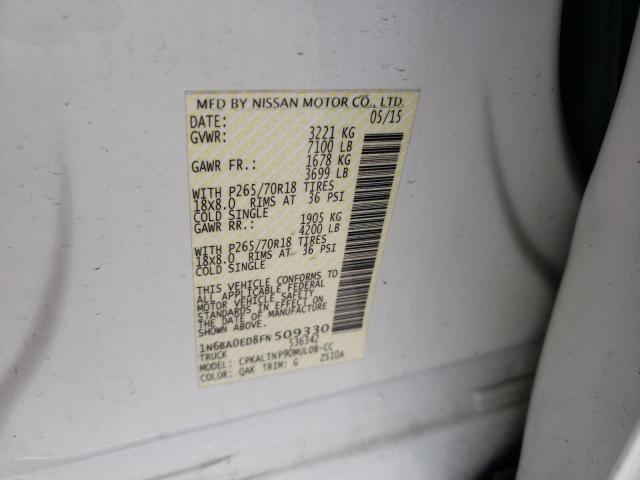 MFD BY NISSAN MOTOR CO., LTD.
DATE: 05/15
GVWR: 3221 KG
7100 LB
GAWR FR.: 1678 KG
3699 LB
WITH P265/70R18 TIRES
18X8.0 RIMS AT 36 PSI
COLD SINGLE
GAWR RR.: 1905 KG
4200 LB
WITH P265/70R18 TIRES
18X8.0 RIMS AT 36 PSI
COLD SINGLE
THIS VEHICLE CONFORMS TO
ALL APPLICABLE FEDERAL
MOTOR VEHICLE SAFETY
STANDARDS IN EFFECT ON
THE DATE OF MANUFACTURE
SHOWN ABOVE.
1N6BA0ED8FN 509330
TRUCK 536342
MODEL: CPKALTNP90MULDB-CC
COLOR: QAK TRIM: G Z510A